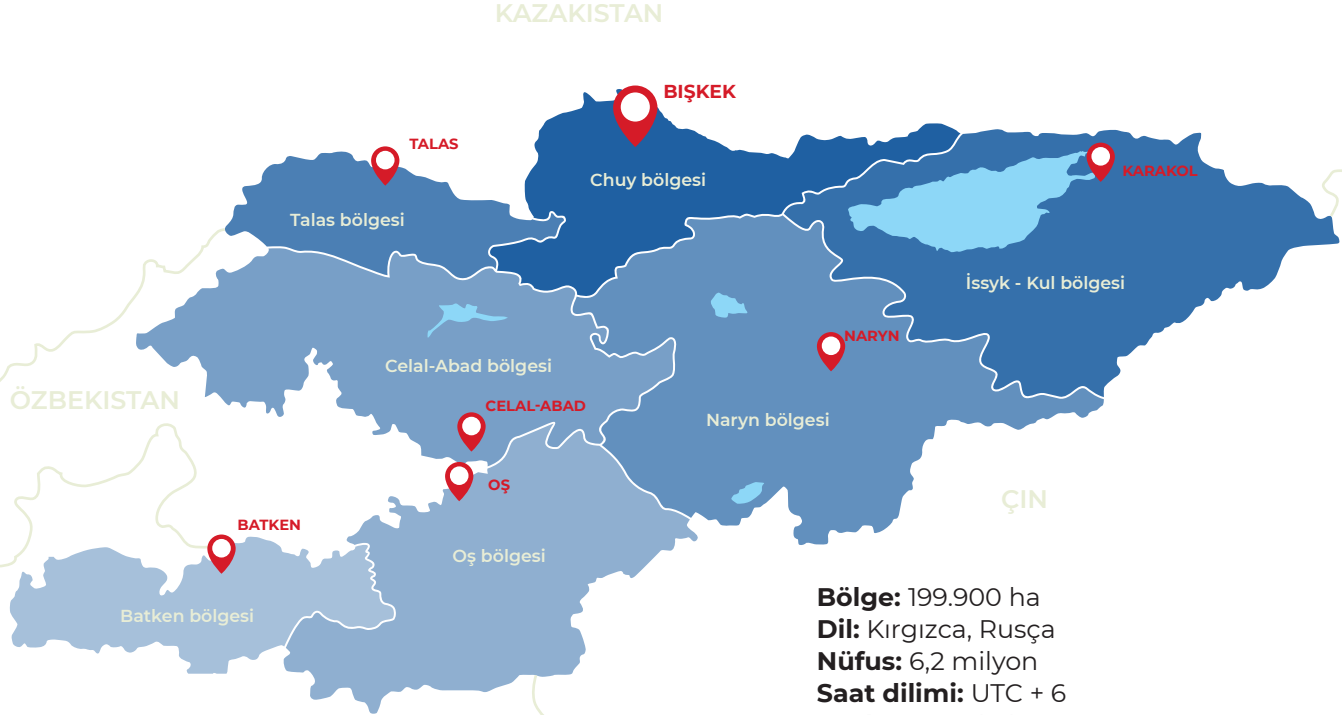 KAZAKISTAN
BIŞKEK
TALAS
Chuy bölgesi
KARAKOL
Talas bölgesi
İssyk - Kul bölgesi
NARYN
Celal-Abad bölgesi
ÖZBEKISTAN
CELAL-ABAD
Naryn bölgesi
OŞ
ÇIN
BATKEN
Oş bölgesi
Batken bölgesi
Bölge: 199.900 ha
Dil: Kırgızca, Rusça
Nüfus: 6,2 milyon
Saat dilimi: UTC + 6